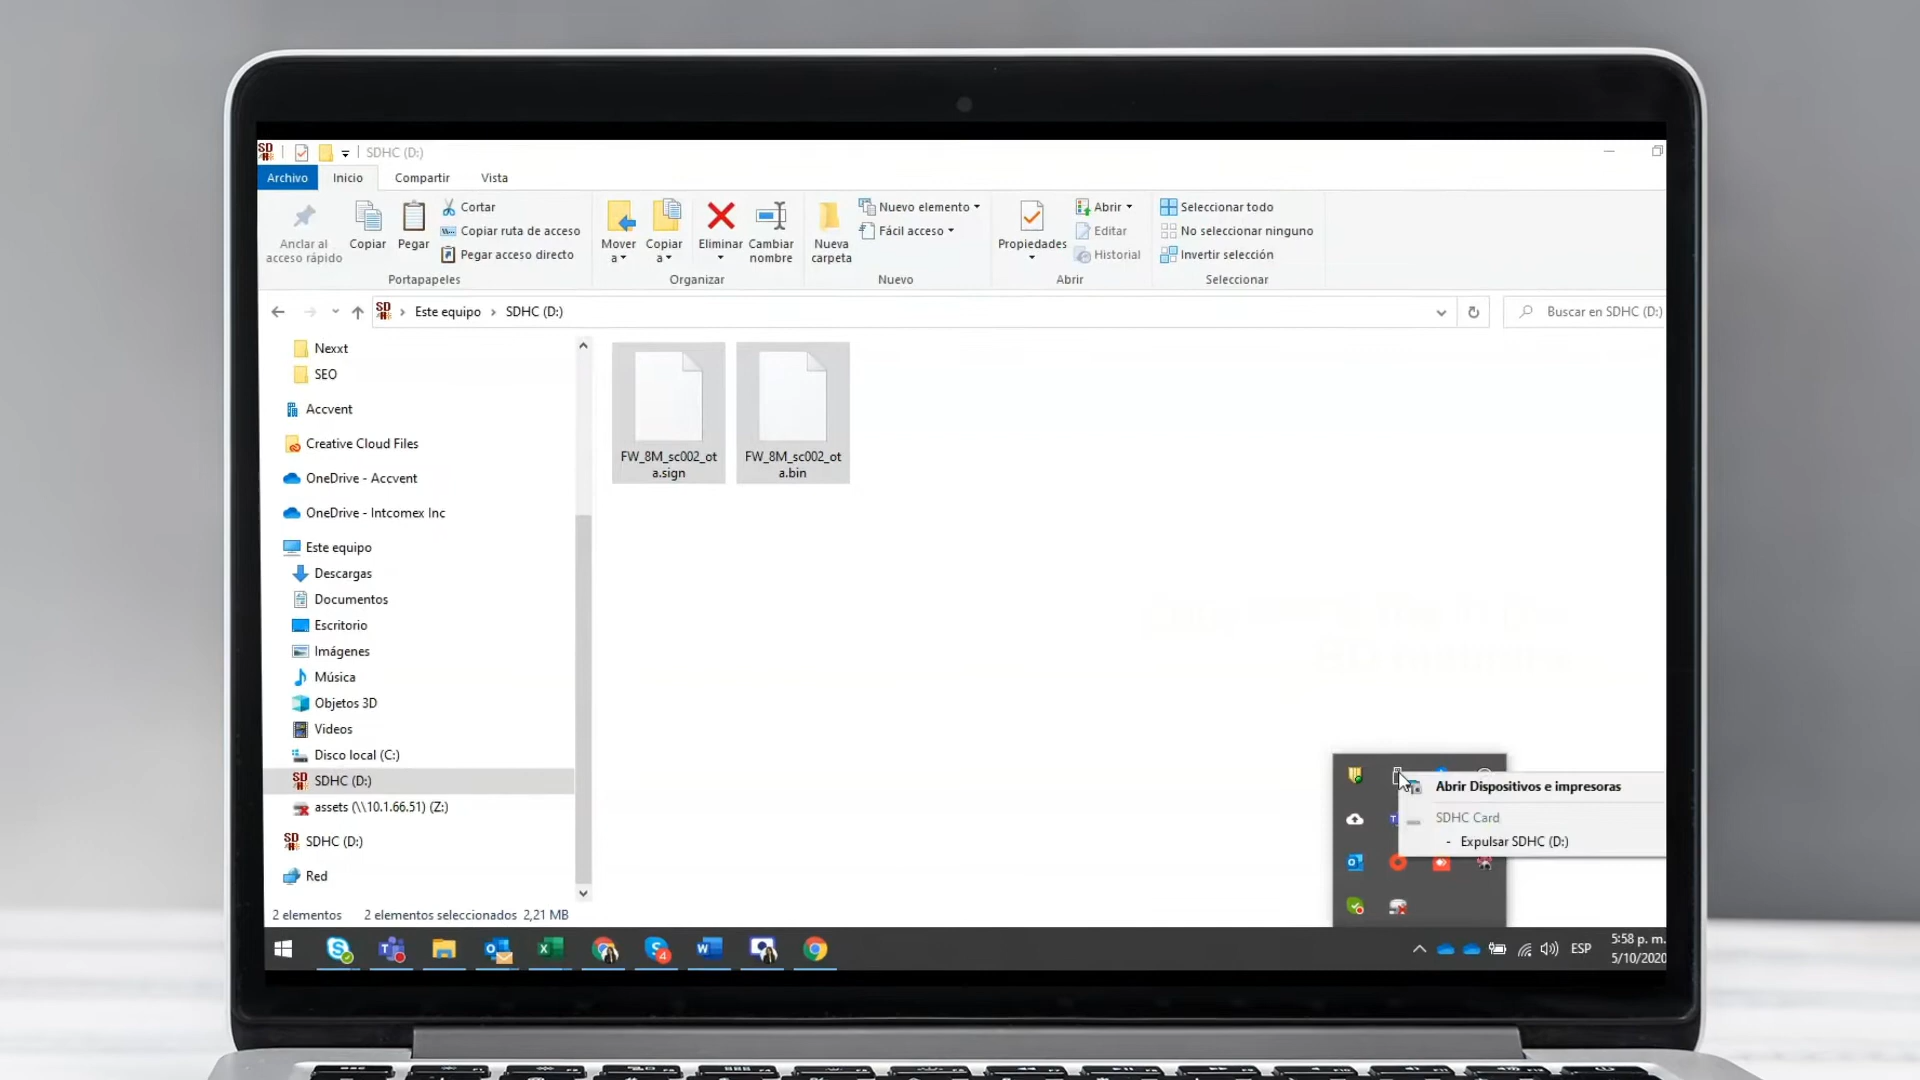 SDHC (D:)
Archivo Inicio Compartir Vista
Anclar al acceso rápido
Copiar
Pegar
Cortar
Copiar ruta de acceso
Pegar acceso directo
Portapapeles
Mover a
Copiar a
Eliminar
Cambiar nombre
Organizar
Nueva carpeta
Nuevo elemento
Fácil acceso
Nuevo
Propiedades
Abrir
Editar
Historial
Abrir
Seleccionar todo
No seleccionar ninguno
Invertir selección
Seleccionar
Este equipo > SDHC (D:)
Buscar en SDHC (D:)
Nexxt
SEO
Accvent
Creative Cloud Files
OneDrive - Accvent
OneDrive - Intcomex Inc
Este equipo
Descargas
Documentos
Escritorio
Imágenes
Música
Objetos 3D
Videos
Disco local (C:)
SDHC (D:)
assets (\\10.1.66.51) (Z:)
SDHC (D:)
Red
FW_8M_sc002_ot
a.sign
FW_8M_sc002_ot
a.bin
Abrir Dispositivos e impresoras
SDHC Card
- Expulsar SDHC (D:)
2 elementos 2 elementos seleccionados 2,21 MB
ESP
5:58 p. m.
5/10/2020